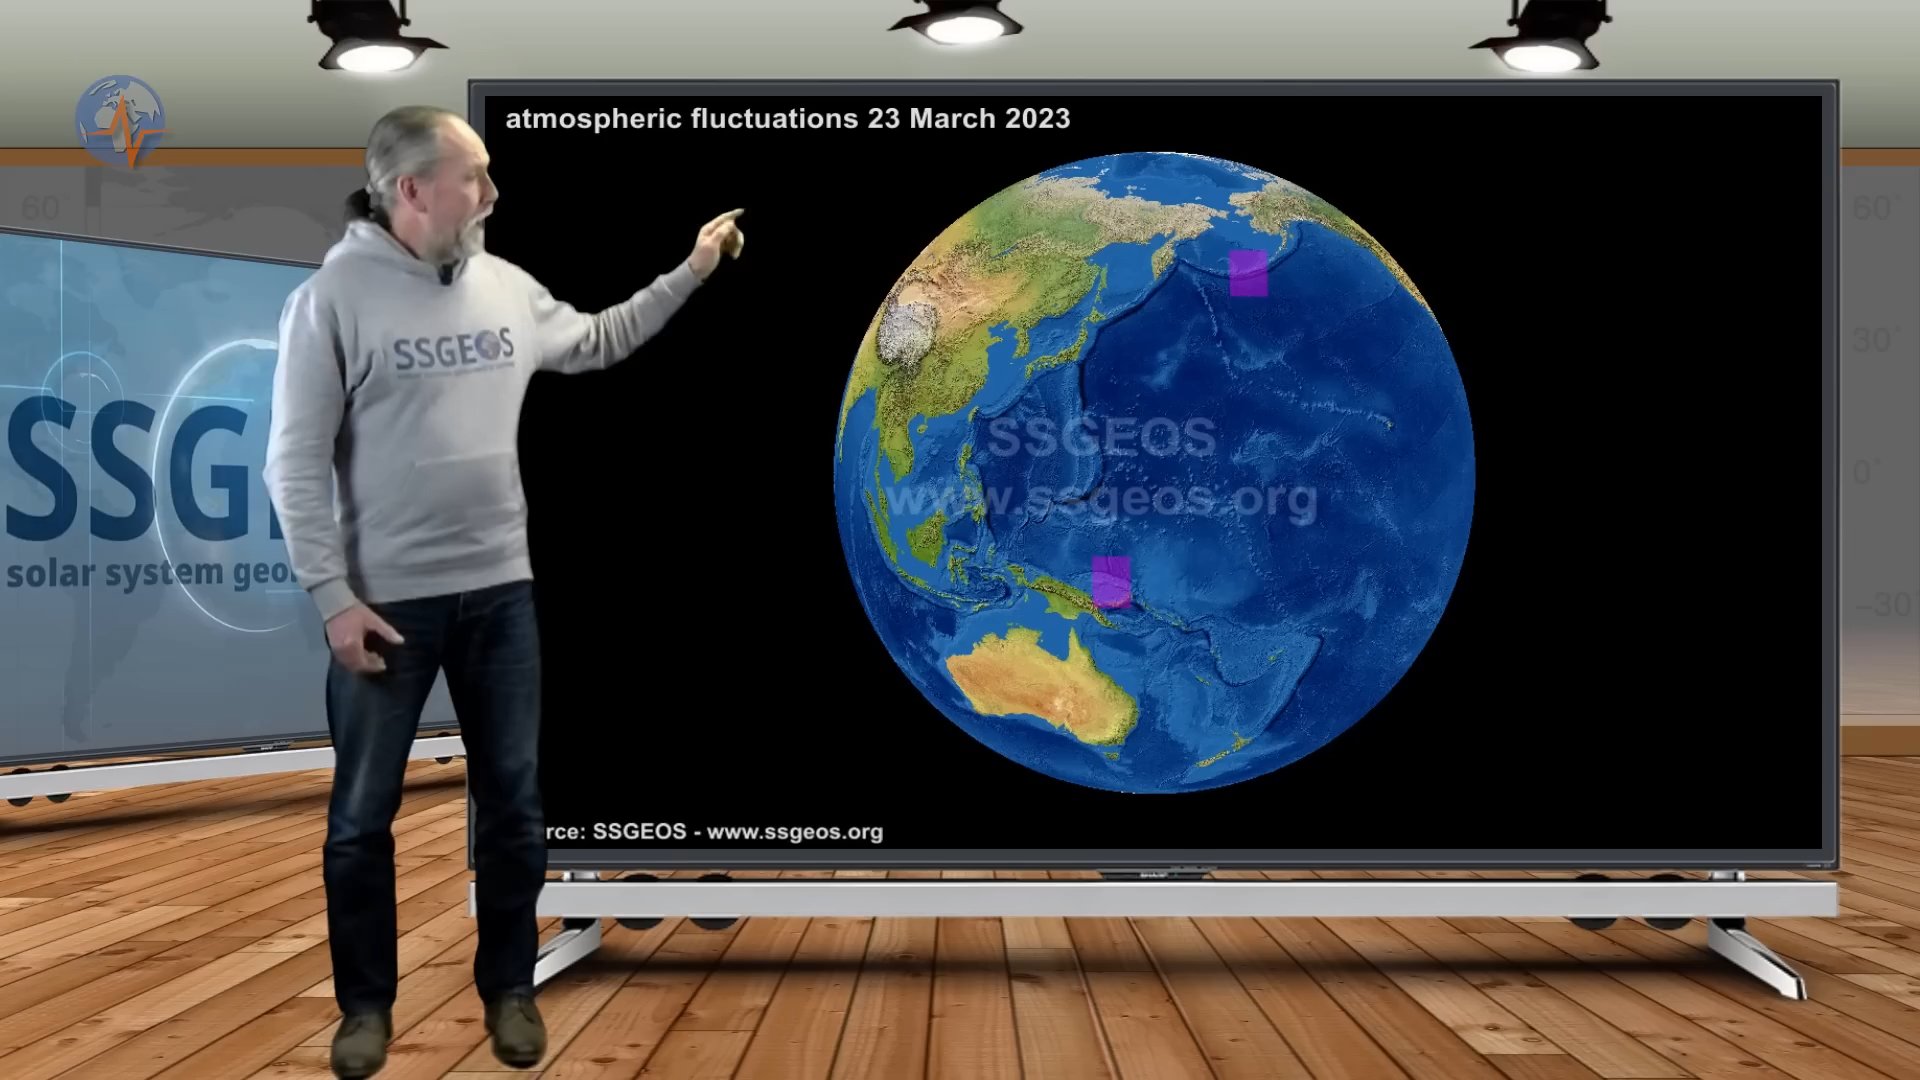 atmospheric fluctuations 23 March 2023
60°
60°
30°
0°
-30°
SSGEOS
SSGEOS
www.ssgeos.org
SSG
solar system geo
rce: SSGEOS - www.ssgeos.org